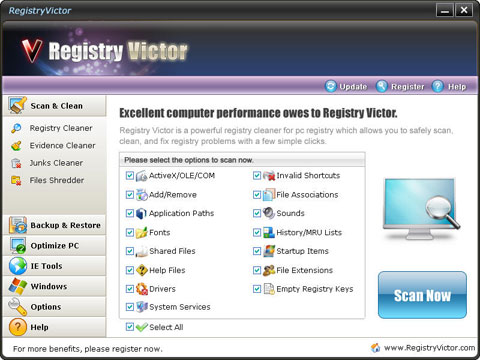 RegistryVictor
Registry Victor
Update Register Help
Scan & Clean
Registry Cleaner
Evidence Cleaner
Junks Cleaner
Files Shredder
Backup & Restore
Optimize PC
IE Tools
Windows
Options
Help
Excellent computer performance owes to Registry Victor.
Registry Victor is a powerful registry cleaner for pc registry which allows you to safely scan,
clean, and fix registry problems with a few simple clicks.
Please select the options to scan now.
ActiveX/OLE/COM
Invalid Shortcuts
Add/Remove
File Associations
Application Paths
Sounds
Fonts
History/MRU Lists
Shared Files
Startup Items
Help Files
File Extensions
Drivers
Empty Registry Keys
System Services
Select All
Scan Now
For more benefits, please register now.
www.RegistryVictor.com